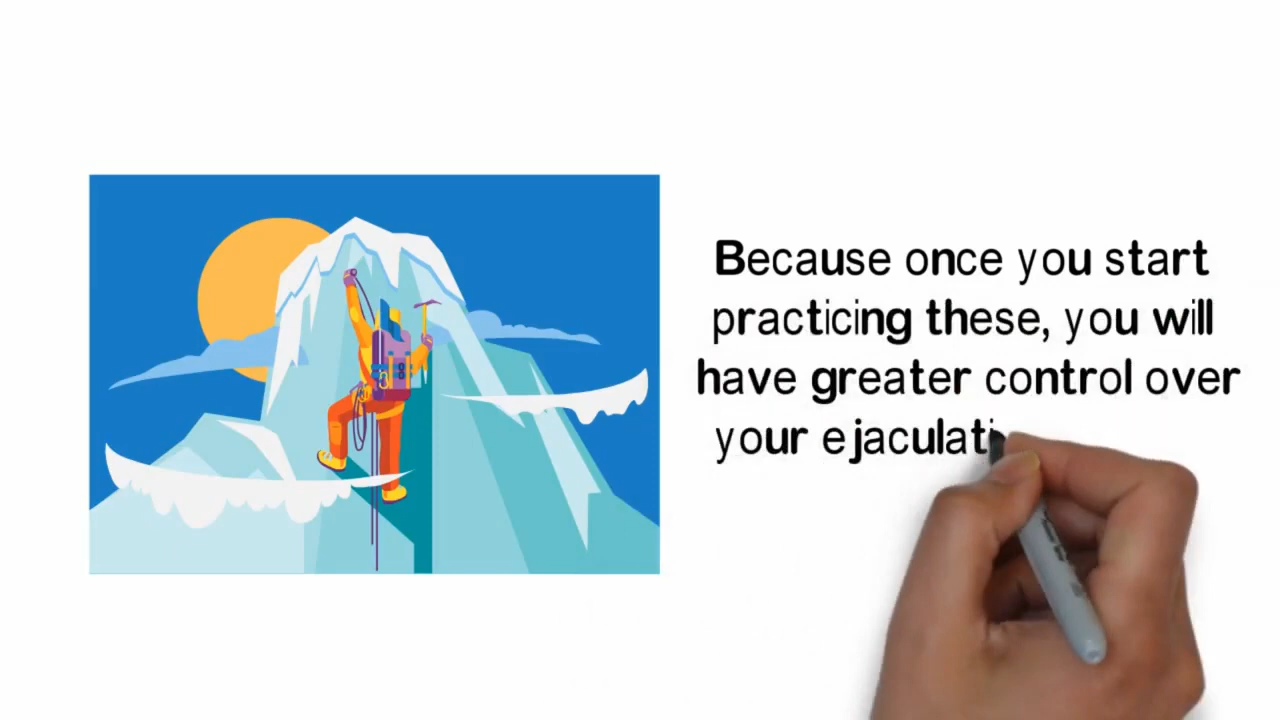 Because once you start
practicing these, you will
have greater control over
your ejaculati